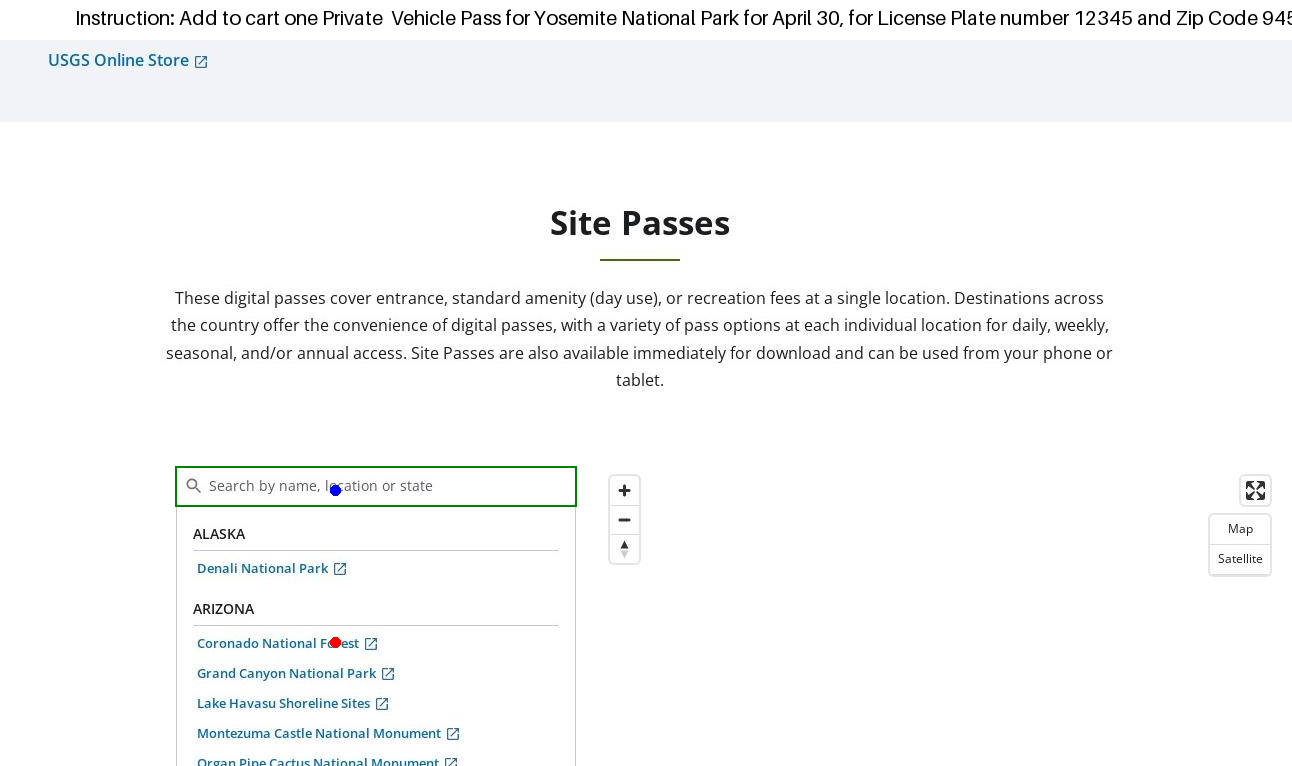 Instruction: Add to cart one Private Vehicle Pass for Yosemite National Park for April 30, for License Plate number 12345 and Zip Code 945
USGS Online Store
Site Passes
These digital passes cover entrance, standard amenity (day use), or recreation fees at a single location. Destinations across
the country offer the convenience of digital passes, with a variety of pass options at each individual location for daily, weekly,
seasonal, and/or annual access. Site Passes are also available immediately for download and can be used from your phone or
tablet.
Search by name, location or state
ALASKA
Denali National Park
ARIZONA
Coronado National Forest
Grand Canyon National Park
Lake Havasu Shoreline Sites
Montezuma Castle National Monument
Organ Pipe Cactus National Monument
Map
Satellite